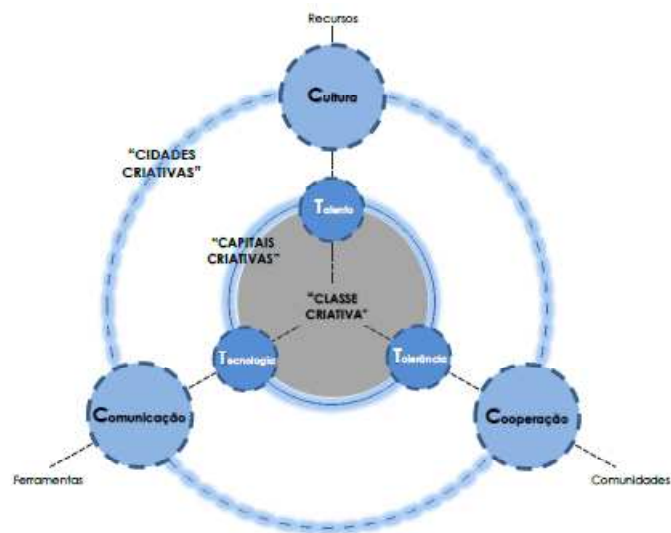 Recursos
Cultura
"CIDADES
CRIATIVAS"
Talento
"CAPITAIS
CRIATIVAS"
"CLASSE
CRIATIVA"
Tecnologia
Tolerância
Comunicação
Cooperação
Ferramentas
Comunidades